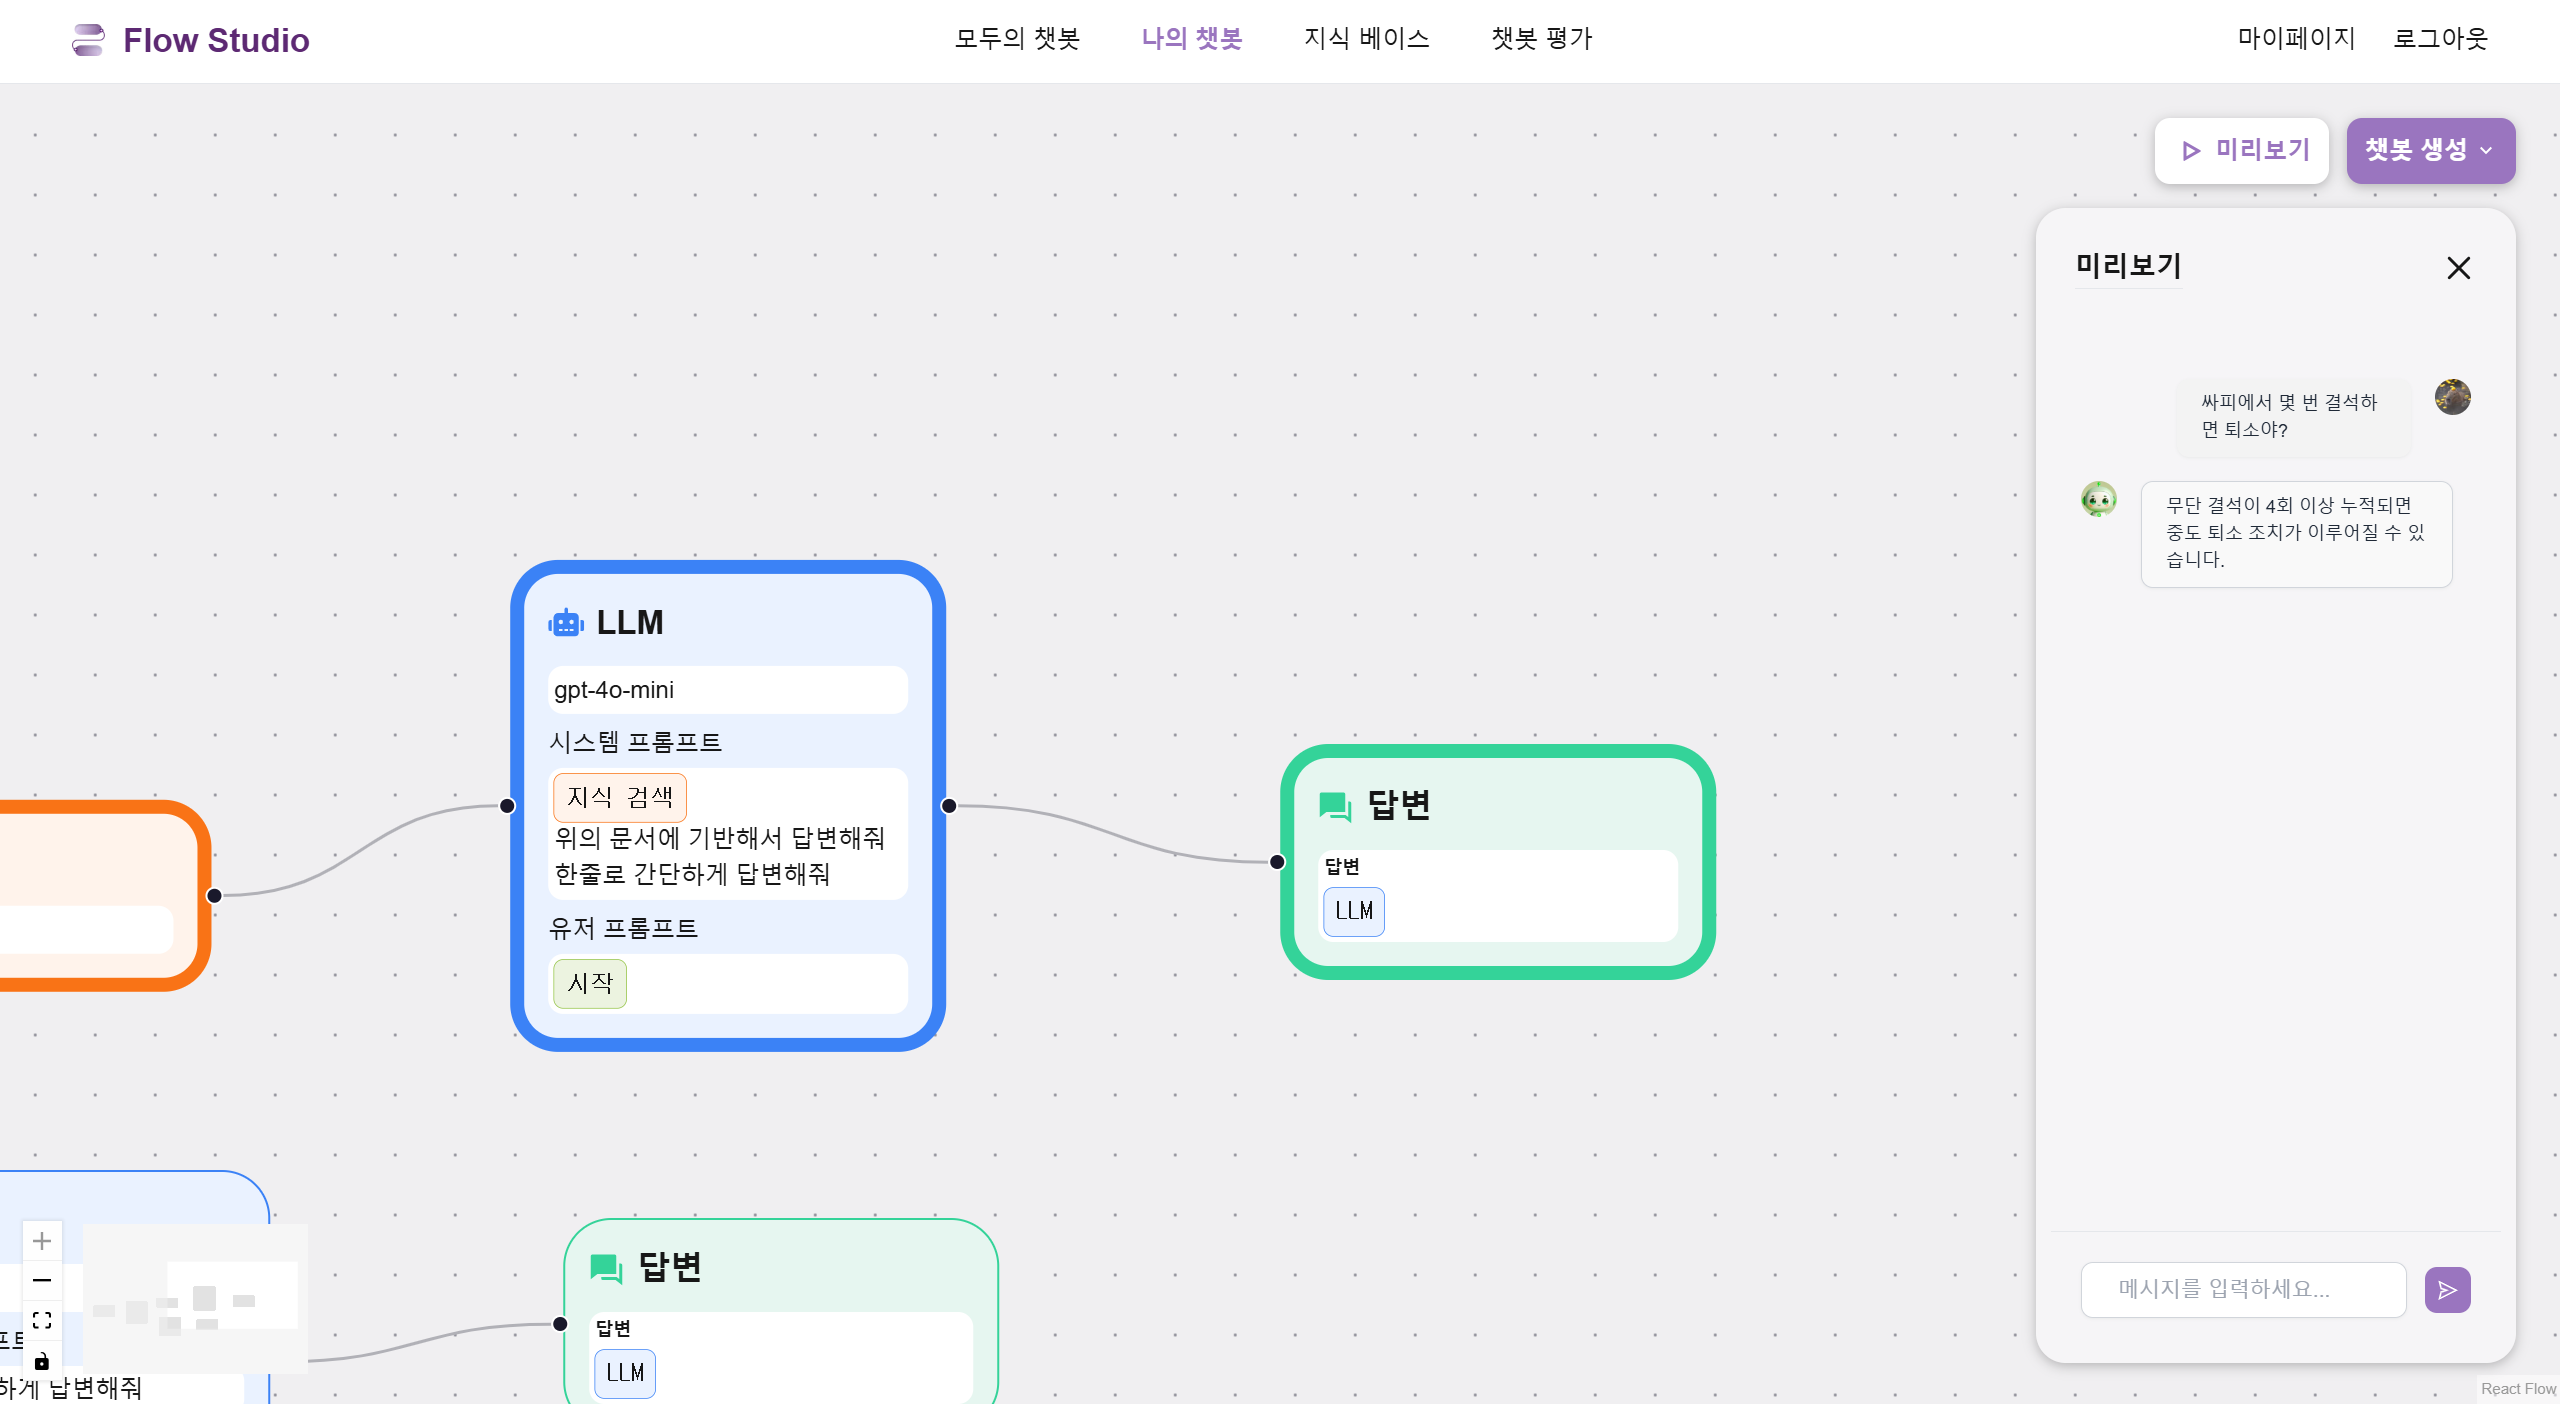 Flow Studio
모두의 챗봇
나의 챗봇
지식 베이스
챗봇 평가
마이페이지
로그아웃
미리보기
챗봇 생성
미리보기
싸피에서 몇 번 결석하
면 퇴소야?
무단 결석이 4회 이상 누적되면
중도 퇴소 조치가 이루어질 수 있
습니다.
LLM
gpt-4o-mini
시스템 프롬프트
지식 검색
위의 문서에 기반해서 답변해줘
한줄로 간단하게 답변해줘
유저 프롬프트
시작
답변
답변
LLM
하게 답변해줘
답변
답변
LLM
메시지를 입력하세요...
React Flow